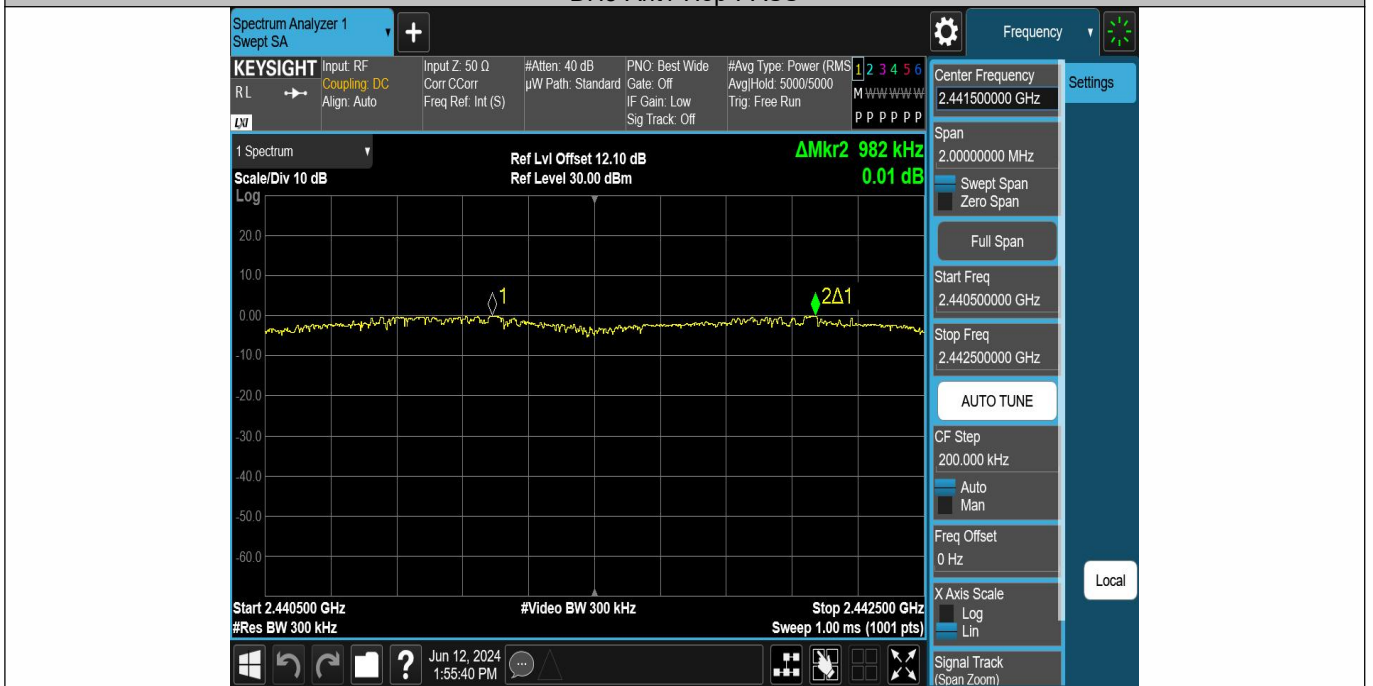 Spectrum Analyzer 1
Swept SA
Frequency
KEYSIGHT
RL
LXI
Input: RF
Coupling: DC
Align: Auto
Input Z: 50 Ω
Corr CCorr
Freq Ref: Int (S)
#Atten: 40 dB
µW Path: Standard
PNO: Best Wide
Gate: Off
IF Gain: Low
Sig Track: Off
#Avg Type: Power (RMS
Avg|Hold: 5000/5000
Trig: Free Run
1 2 3 4 5 6
M W W W W W
P P P P P P
1 Spectrum
Scale/Div 10 dB
Log
Ref Lvl Offset 12.10 dB
Ref Level 30.00 dBm
ΔMkr2 982 kHz
0.01 dB
20.0
10.0
0.00
-10.0
-20.0
-30.0
-40.0
-50.0
-60.0
1
2Δ1
Start 2.440500 GHz
#Res BW 300 kHz
#Video BW 300 kHz
Stop 2.442500 GHz
Sweep 1.00 ms (1001 pts)
Center Frequency
2.441500000 GHz
Settings
Span
2.00000000 MHz
Swept Span
Zero Span
Full Span
Start Freq
2.440500000 GHz
Stop Freq
2.442500000 GHz
AUTO TUNE
CF Step
200.000 kHz
Auto
Man
Freq Offset
0 Hz
Local
X Axis Scale
Log
Lin
Signal Track
(Span Zoom)
?
Jun 12, 2024
1:55:40 PM